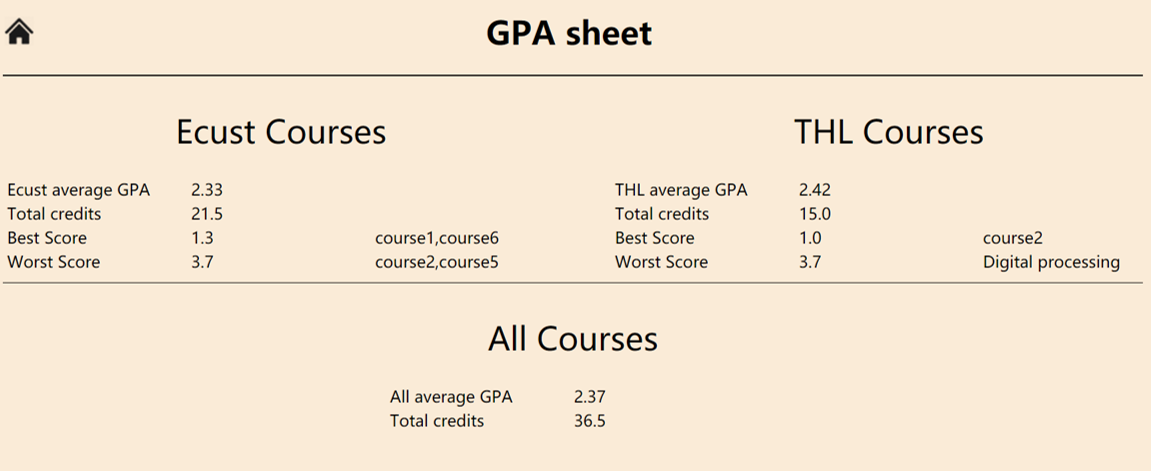 GPA sheet
Ecust Courses
Ecust average GPA 2.33
Total credits 21.5
Best Score 1.3 course1,course6
Worst Score 3.7 course2,course5
THL Courses
THL average GPA 2.42
Total credits 15.0
Best Score 1.0 course2
Worst Score 3.7 Digital processing
All Courses
All average GPA 2.37
Total credits 36.5